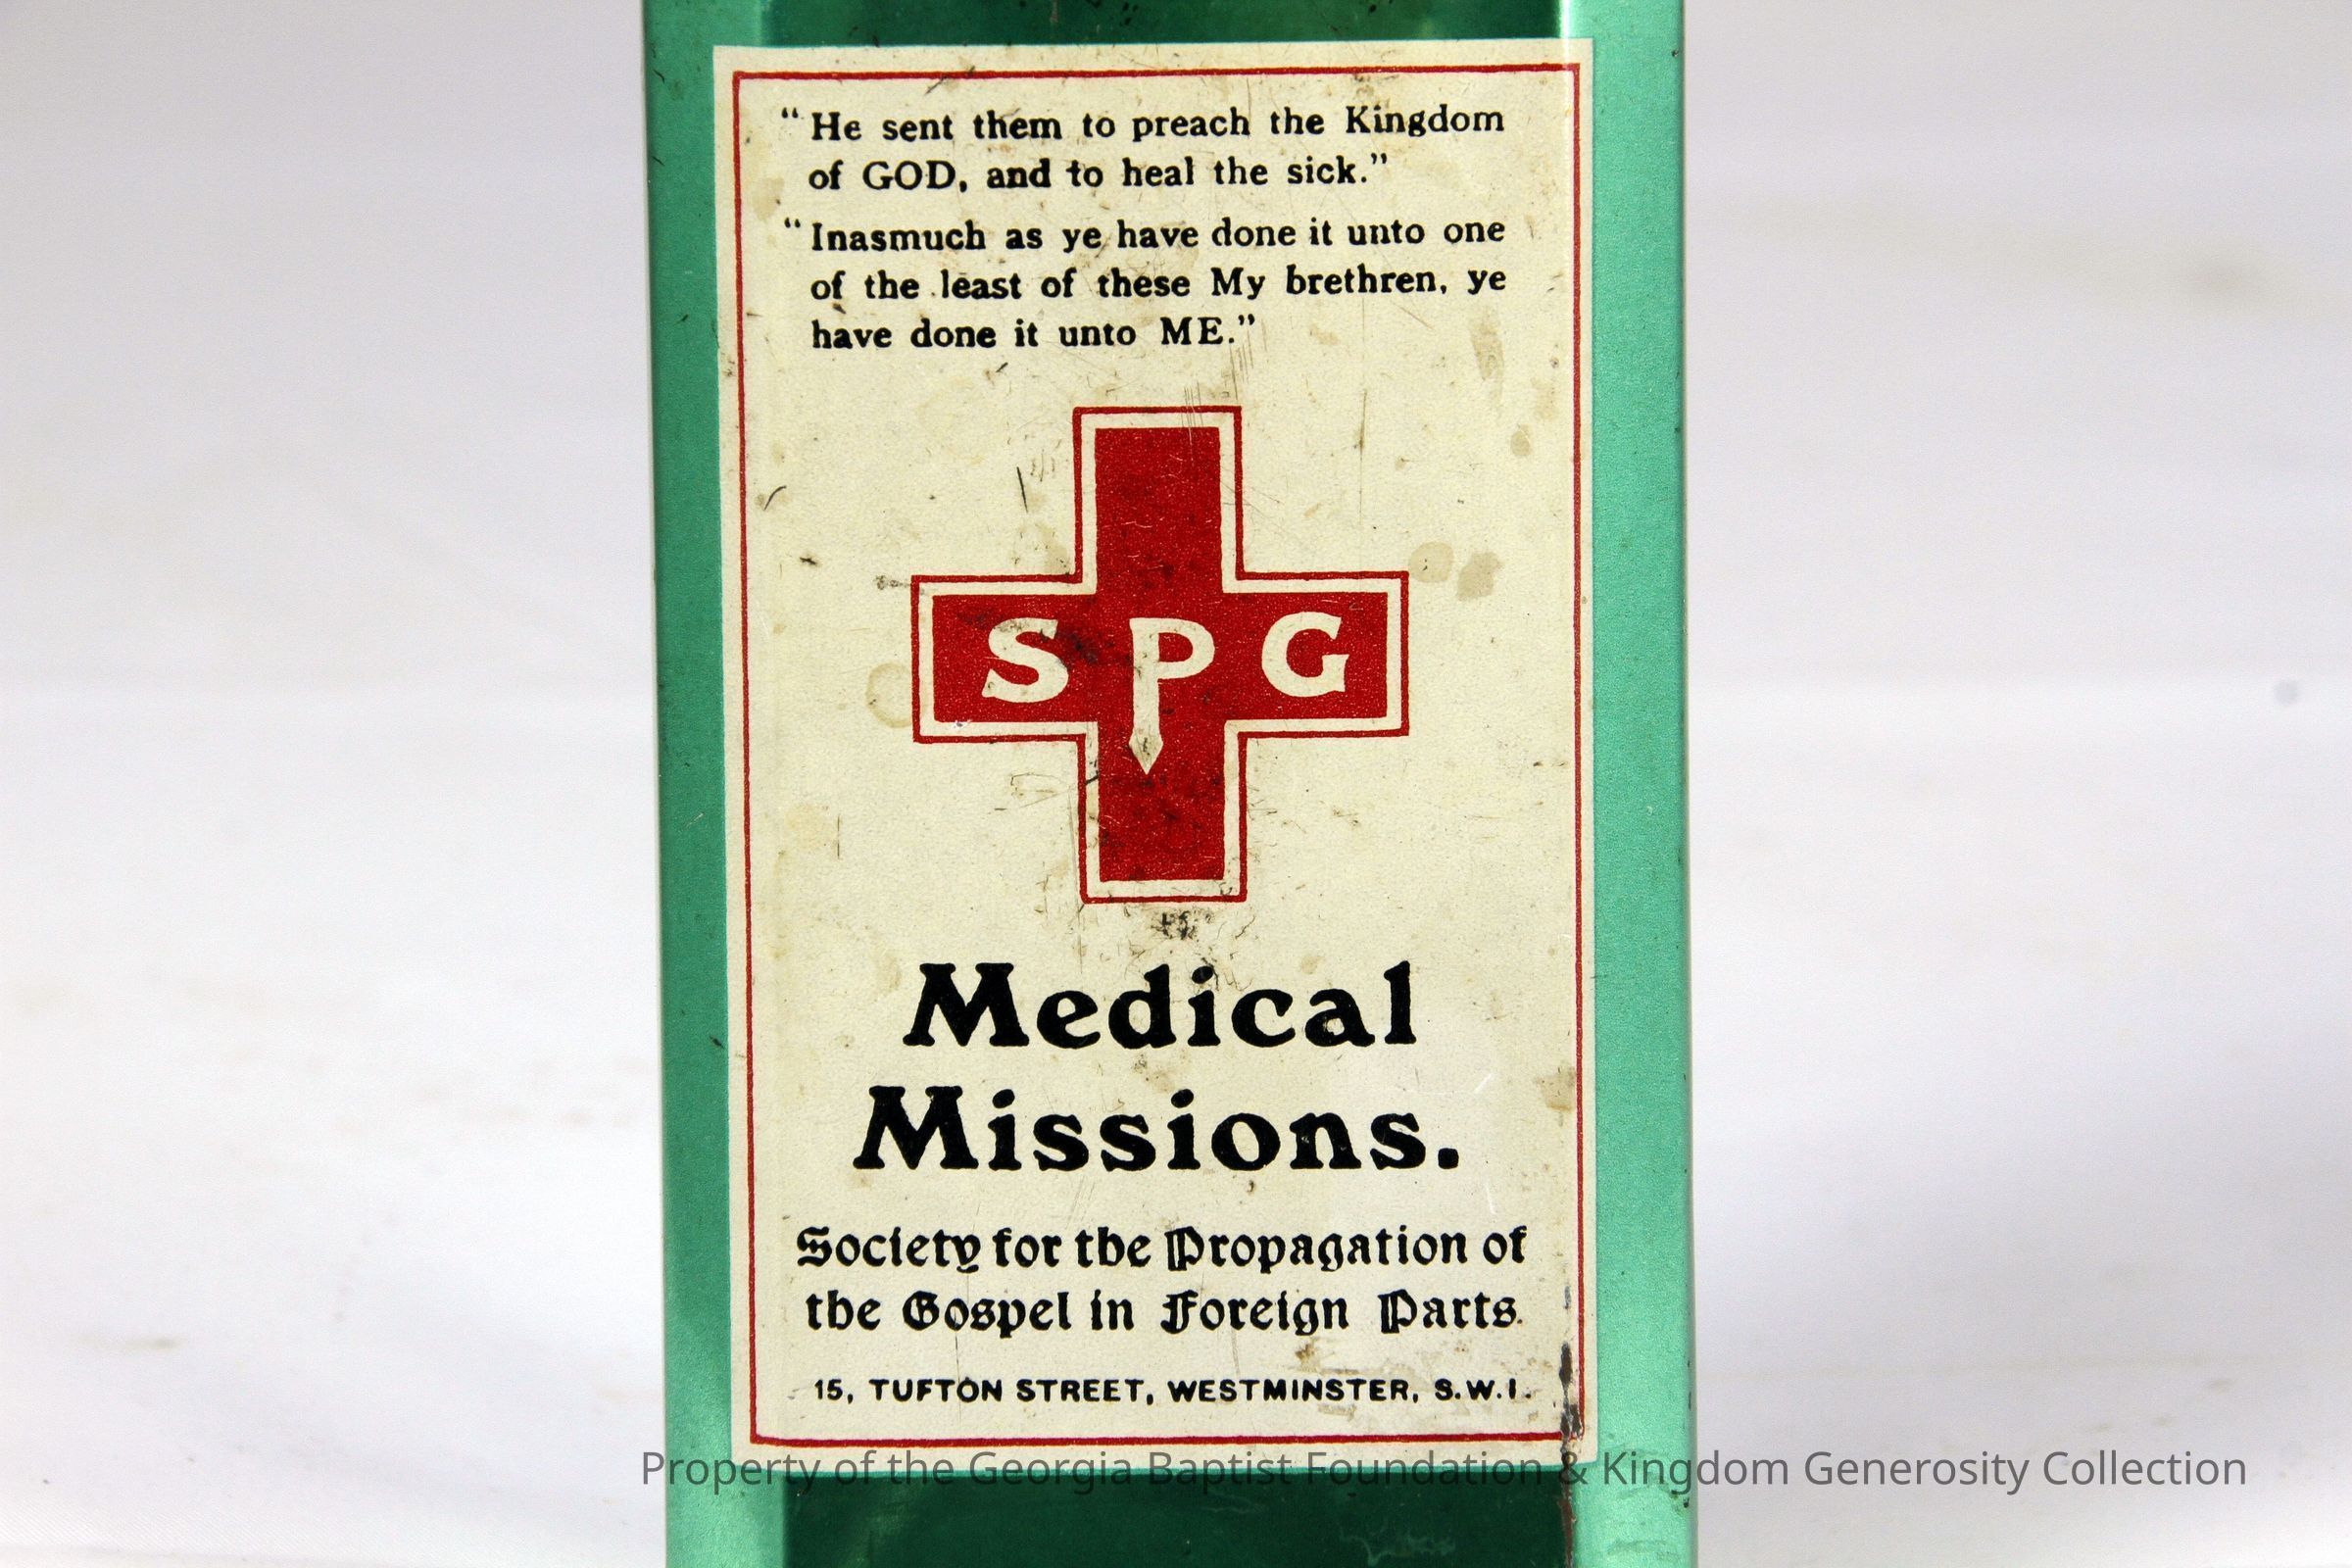 “ He sent them to preach the Kingdom
of GOD, and to heal the sick.”
“ Inasmuch as ye have done it unto one
of the least of these My brethren, ye
have done it unto ME.”
S P G
Medical
Missions.
Society for the Propagation of
the Gospel in Foreign Parts.
15, TUFTON STREET, WESTMINSTER, S.W.1.
Property of the Georgia Baptist Foundation & Kingdom Generosity Collection